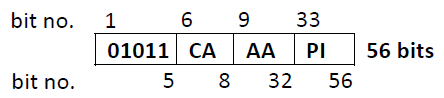 bit no. 1 6 9 33
01011 CA AA PI 56 bits
bit no. 5 8 32 56